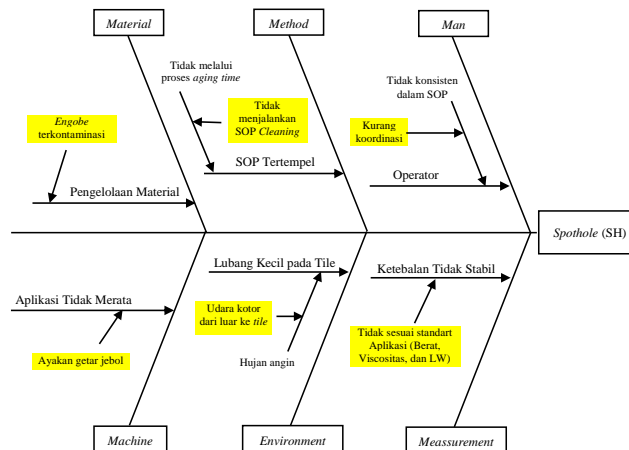 Material
Method
Man
Tidak melalui
proses aging time
Tidak konsisten
dalam SOP
Engobe
terkontaminasi
Tidak
menjalankan
SOP Cleaning
Kurang
koordinasi
SOP Tertempel
Operator
Pengelolaan Material
Spothole (SH)
Lubang Kecil pada Tile
Ketebalan Tidak Stabil
Aplikasi Tidak Merata
Udara kotor
dari luar ke tile
Tidak sesuai standart
Aplikasi (Berat,
Viscositas, dan LW)
Ayakan getar jebol
Hujan angin
Machine
Environment
Meassurement